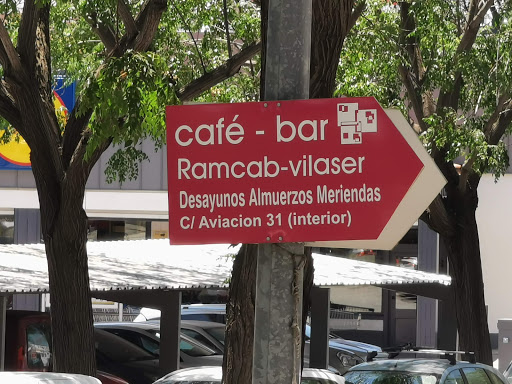 café - bar
Ramcab-vilaser
Desayunos Almuerzos Meriendas
C/ Aviacion 31 (interior)